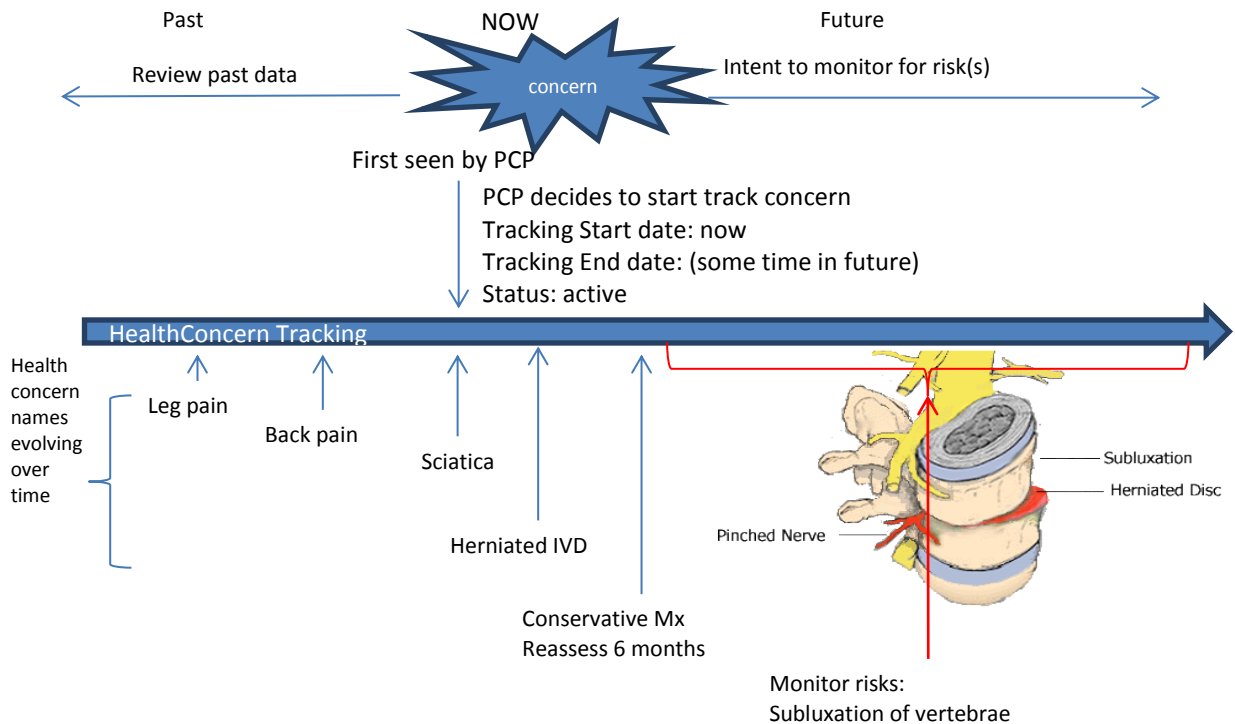 Past
NOW
Future
Review past data
concern
Intent to monitor for risk(s)
First seen by PCP
PCP decides to start track concern
Tracking Start date: now
Tracking End date: (some time in future)
Status: active
HealthConcern Tracking
Health
concern
names
evolving
over
time
Leg pain
Back pain
Sciatica
Herniated IVD
Conservative Mx
Reassess 6 months
Subluxation
Herniated Disc
Pinched Nerve
Monitor risks:
Subluxation of vertebrae